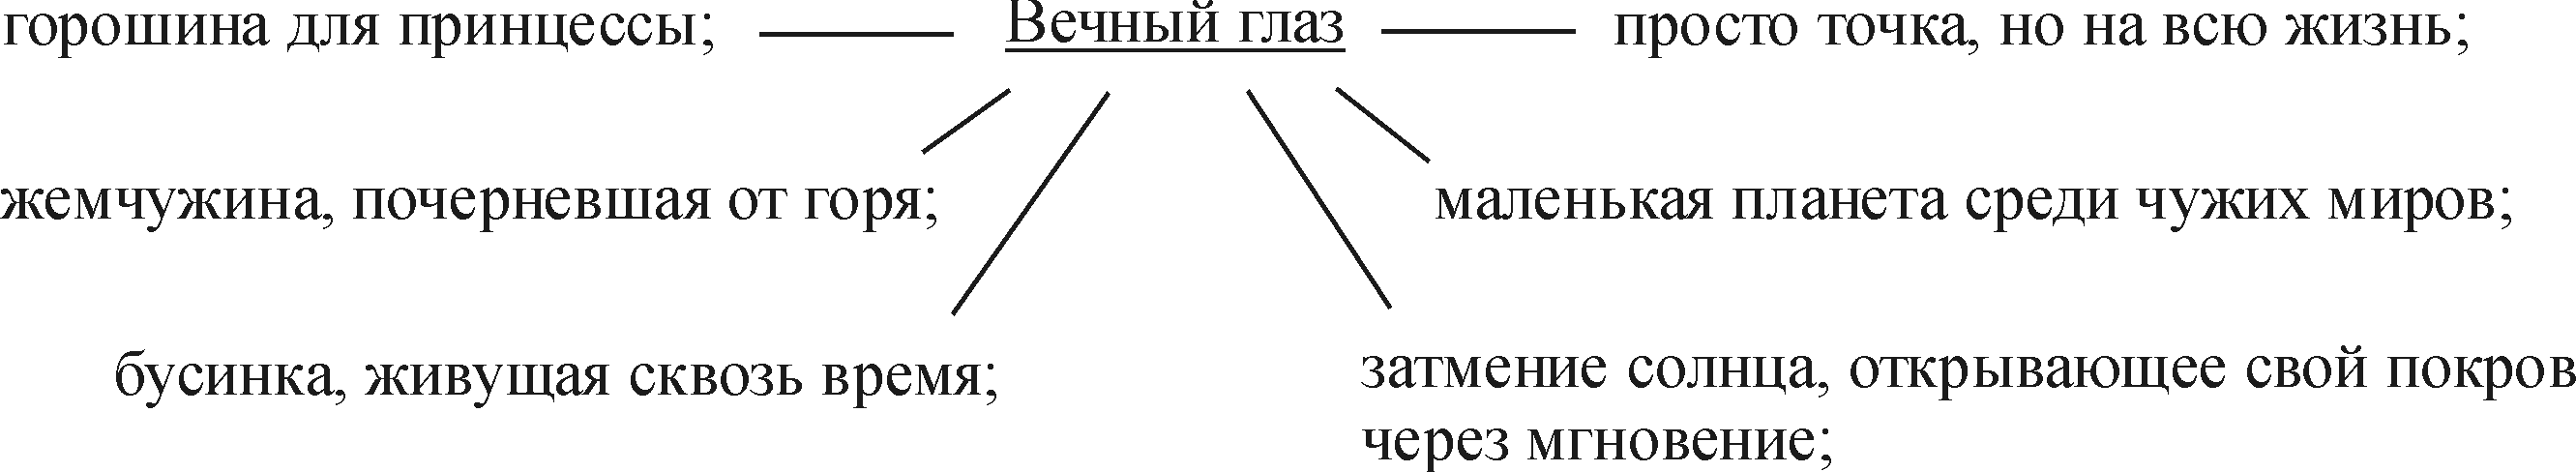 горошина для принцессы;
Вечный глаз
просто точка, но на всю жизнь;
жемчужина, почерневшая от горя;
маленькая планета среди чужих миров;
бусинка, живущая сквозь время;
затмение солнца, открывающее свой покров
через мгновение;